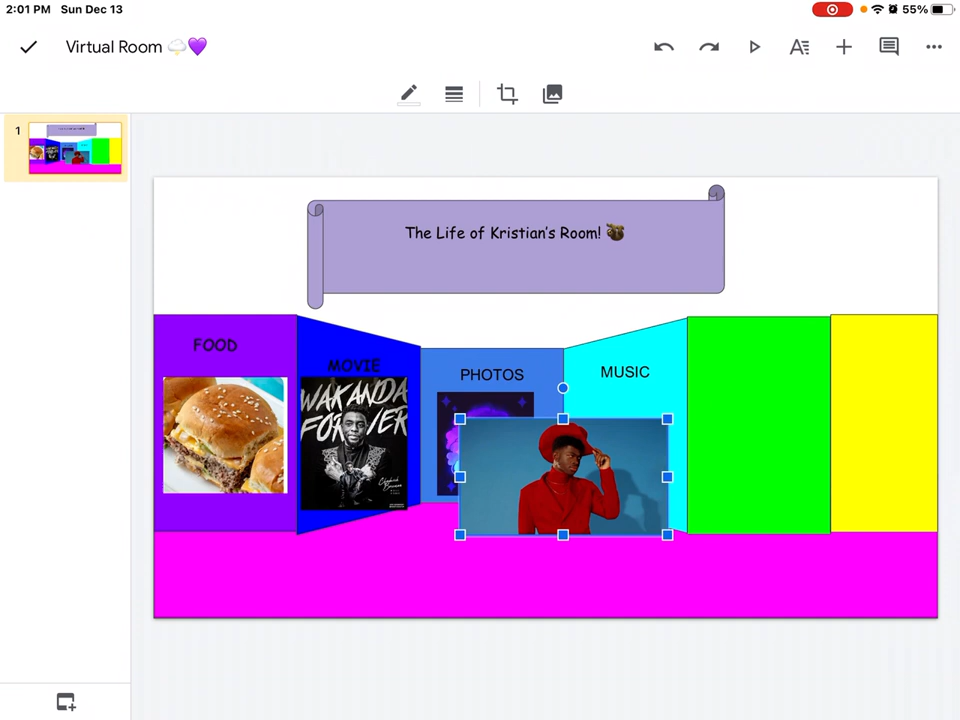 2:01 PM Sun Dec 13
55%
Virtual Room
1
The Life of Kristian's Room!
FOOD
MOVIE
PHOTOS
MUSIC
WAKANDA
FOREVER